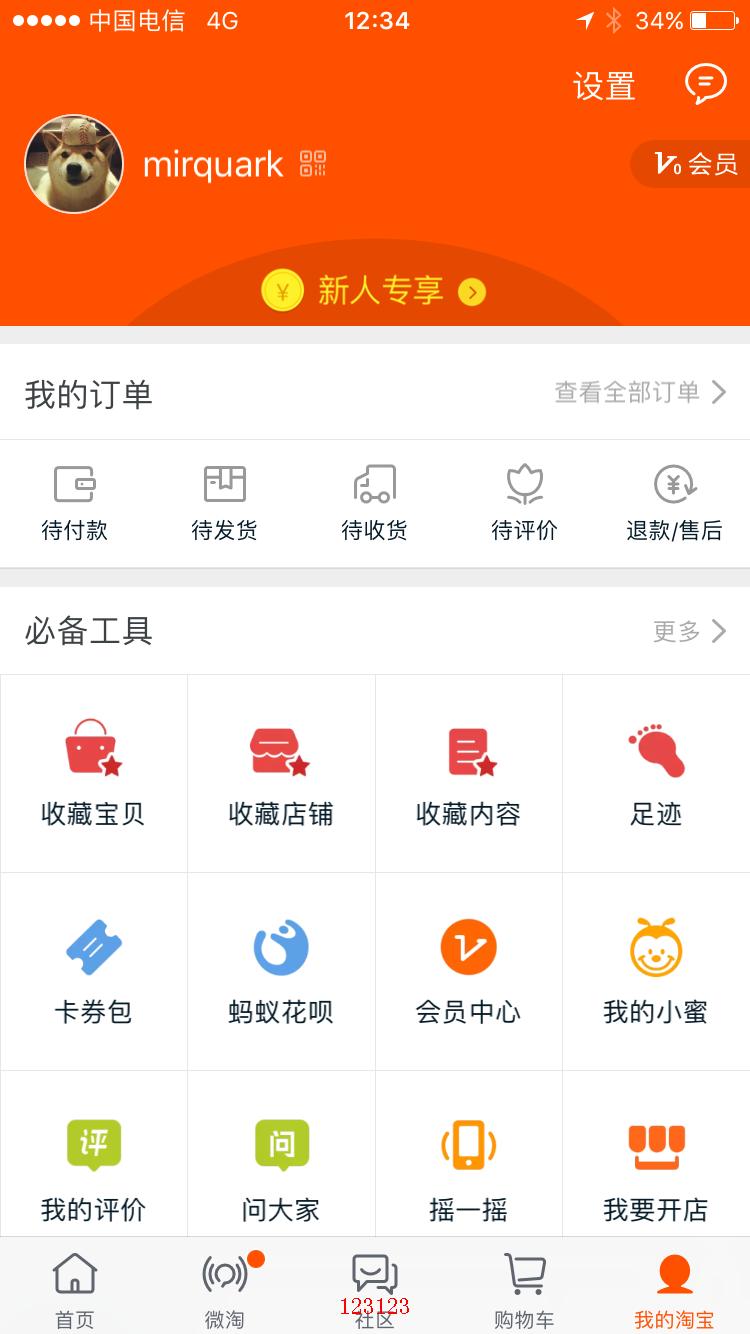 中国电信 4G 12:34 34%
设置
mirquark
V0 会员
¥ 新人专享
我的订单 查看全部订单
待付款 待发货 待收货 待评价 退款/售后
必备工具 更多
收藏宝贝 收藏店铺 收藏内容 足迹
卡券包 蚂蚁花呗 会员中心 我的小蜜
评 问
我的评价 问大家 摇一摇 我要开店
123123
首页 微淘 社区 购物车 我的淘宝